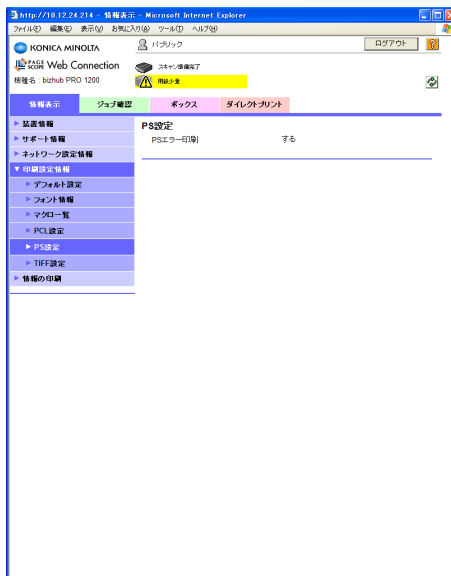 http://10.12.24.214 - 情報表示 - Microsoft Internet Explorer
ファイル(F) 編集(E) 表示(V) お気に入り(A) ツール(T) ヘルプ(H)
KONICA MINOLTA
パブリック
ログアウト
?
PAGE SCOPE Web Connection
スキャン準備完了
機種名 : bizhub PRO 1200
用紙少量
情報表示 ジョブ確認 ボックス ダイレクトプリント
装置情報
サポート情報
ネットワーク設定情報
印刷設定情報
デフォルト設定
フォント情報
マクロ一覧
PCL設定
PS設定
TIFF設定
情報の印刷
PS設定
PSエラー印刷 する